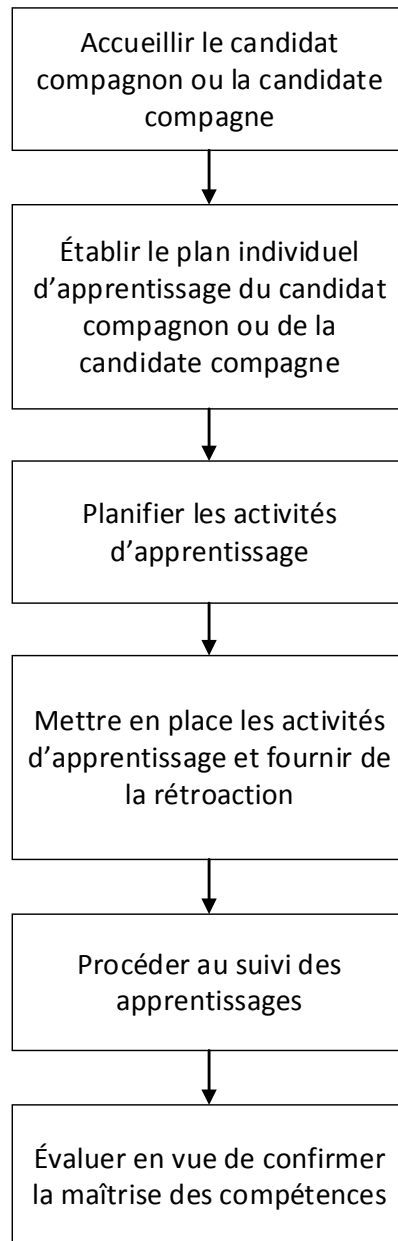 Accueillir le candidat
compagnon ou la candidate
compagne
Établir le plan individuel
d’apprentissage du candidat
compagnon ou de la
candidate compagne
Planifier les activités
d’apprentissage
Mettre en place les activités
d’apprentissage et fournir de
la rétroaction
Procéder au suivi des
apprentissages
Évaluer en vue de confirmer
la maîtrise des compétences